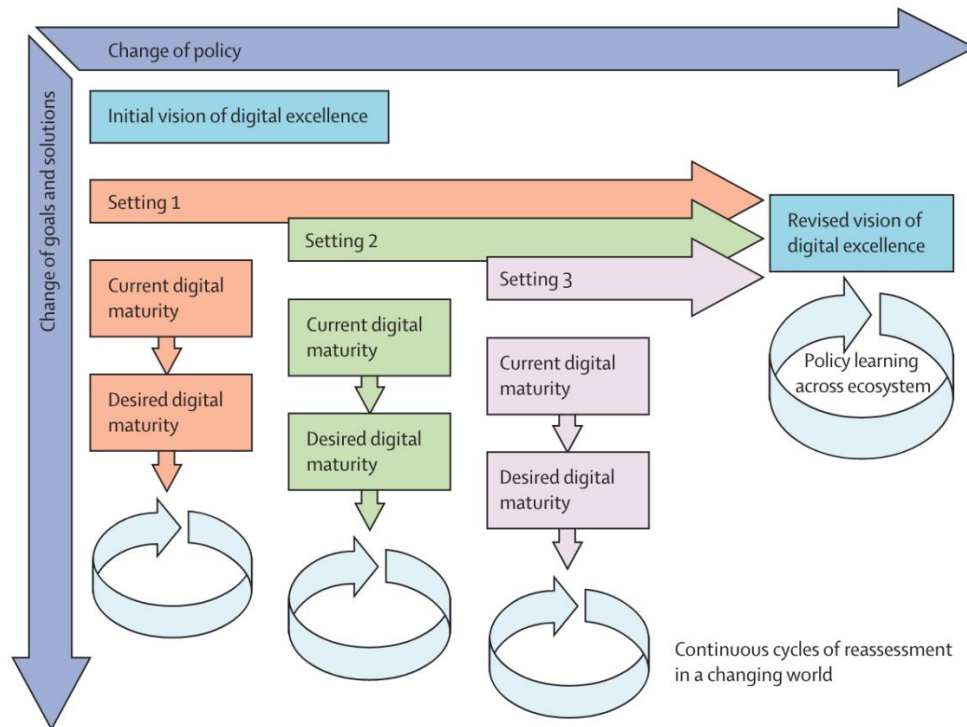 Change of policy
Change of goals and solutions
Initial vision of digital excellence
Setting 1
Setting 2
Setting 3
Revised vision of
digital excellence
Current digital
maturity
Desired digital
maturity
Current digital
maturity
Desired digital
maturity
Current digital
maturity
Desired digital
maturity
Policy learning
across ecosystem
Continuous cycles of reassessment
in a changing world